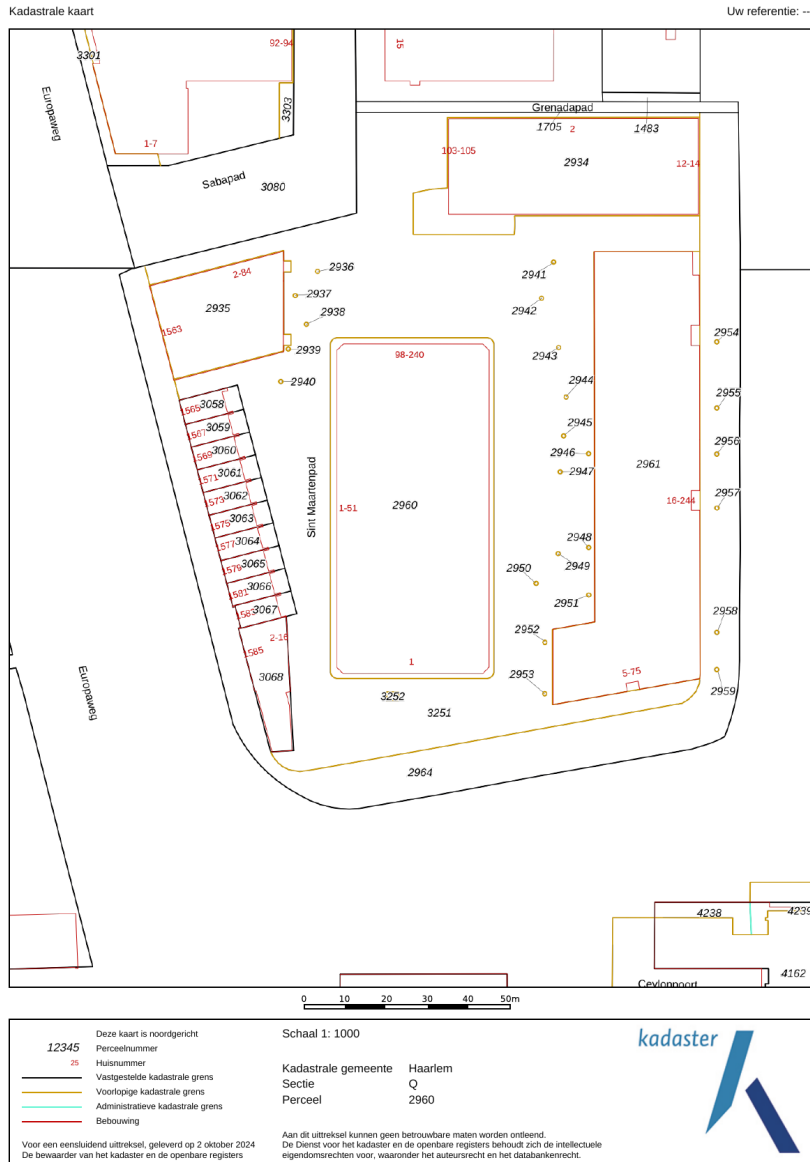 Kadastrale kaart
Uw referentie: --
92-94
15
3301
3303
Europaweg
Grenadapad
1705
2
1483
1-7
103-105
2934
12-14
Sabapad
3080
2-84
2936
2941
2935
2937
2942
2938
1563
2954
2939
98-240
2943
2940
2944
2955
1565
3058
2945
1567
3059
2956
1569
3060
2946
2961
1571
3061
2947
2957
1573
3062
Sint Maartenpad
1-51
2960
16-244
1575
3063
1577
3064
2948
1579
3065
2950
2949
1581
3066
2951
1583
3067
2958
2-16
2952
1585
1
3068
2953
5-75
2959
Europaweg
3252
3251
2964
4238
4239
4162
Ceylonpoort
0 10 20 30 40 50m
Deze kaart is noordgericht
12345 Perceelnummer
25 Huisnummer
Vastgestelde kadastrale grens
Voorlopige kadastrale grens
Administratieve kadastrale grens
Bebouwing
Voor een eensluidend uittreksel, geleverd op 2 oktober 2024
De bewaarder van het kadaster en de openbare registers
Schaal 1: 1000
Kadastrale gemeente Haarlem
Sectie Q
Perceel 2960
Aan dit uittreksel kunnen geen betrouwbare maten worden ontleend.
De Dienst voor het kadaster en de openbare registers behoudt zich de intellectuele
eigendomsrechten voor, waaronder het auteursrecht en het databankenrecht.
kadaster